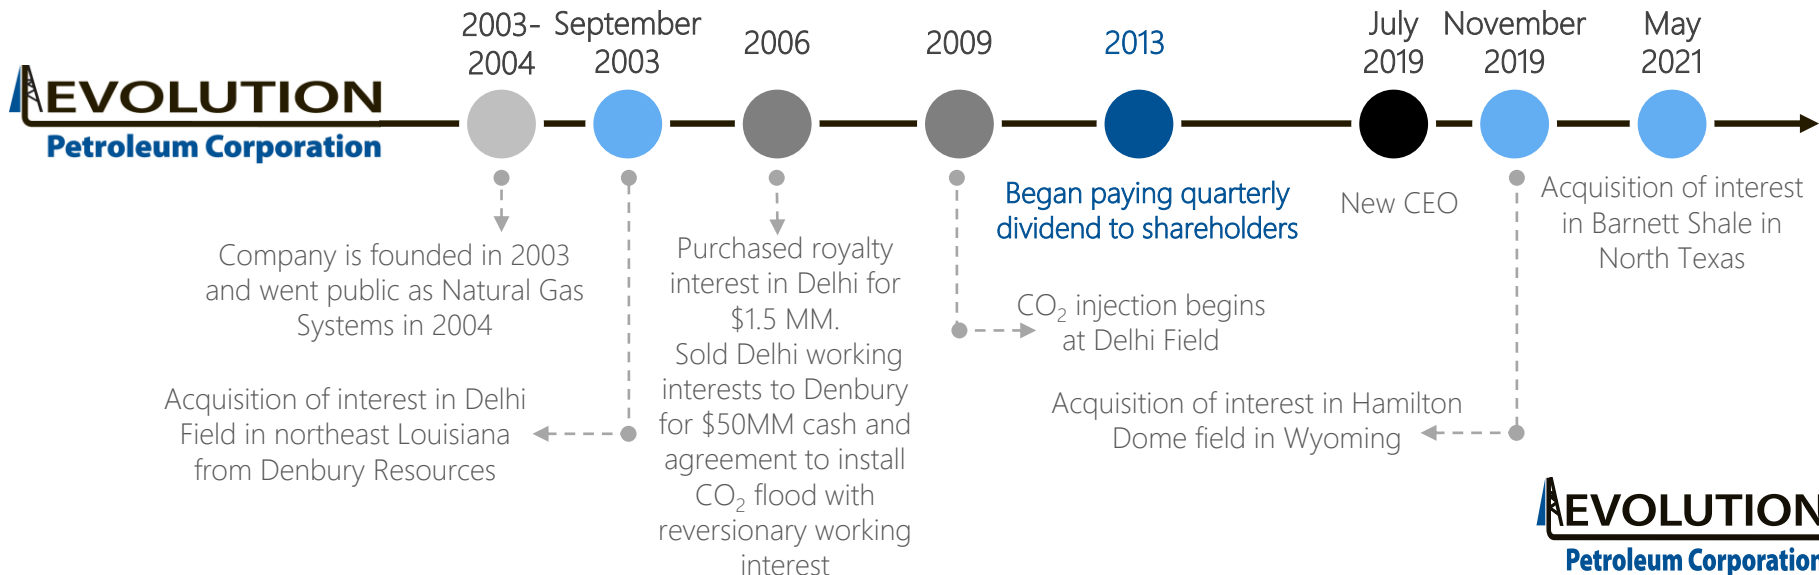 EVOLUTION
Petroleum Corporation
2003-
2004
September
2003
2006
2009
2013
July
2019
November
2019
May
2021
Company is founded in 2003
and went public as Natural Gas
Systems in 2004
Acquisition of interest in Delhi
Field in northeast Louisiana
from Denbury Resources
Purchased royalty
interest in Delhi for
$1.5 MM.
Sold Delhi working
interests to Denbury
for $50MM cash and
agreement to install
CO₂ flood with
reversionary working
interest
CO₂ injection begins
at Delhi Field
Began paying quarterly
dividend to shareholders
New CEO
Acquisition of interest in Hamilton
Dome field in Wyoming
Acquisition of interest
in Barnett Shale in
North Texas
EVOLUTION
Petroleum Corporation